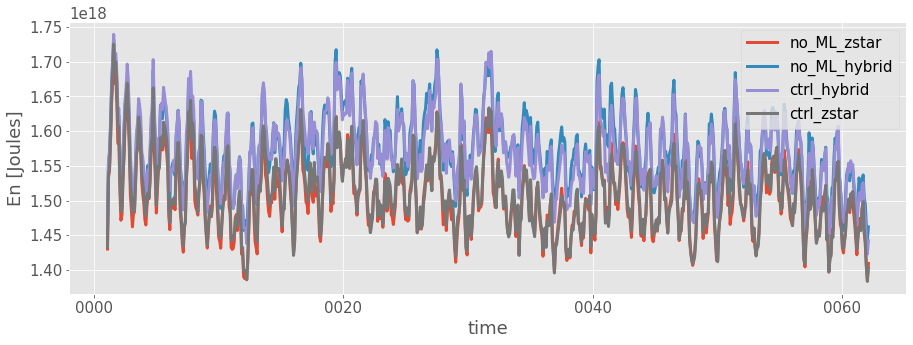 1e18
1.75
1.70
1.65
1.60
1.55
1.50
1.45
1.40
En [Joules]
no_ML_zstar
no_ML_hybrid
ctrl_hybrid
ctrl_zstar
0000
0020
0040
0060
time